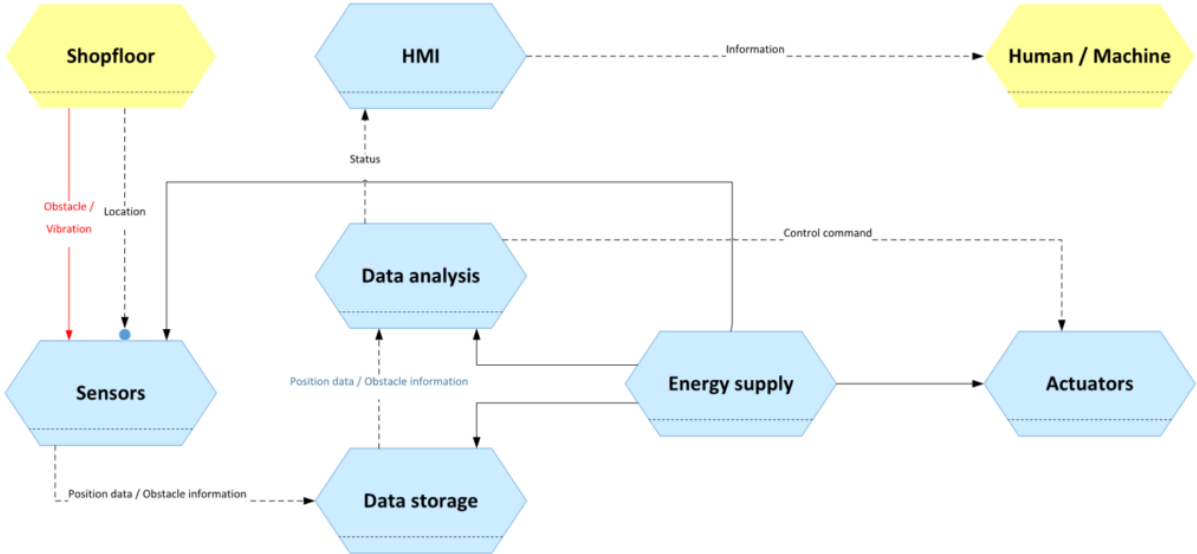 Shopfloor
HMI
Information
Human / Machine
Status
Obstacle /
Vibration
Location
Control command
Data analysis
Position data / Obstacle information
Sensors
Energy supply
Actuators
Position data / Obstacle information
Data storage